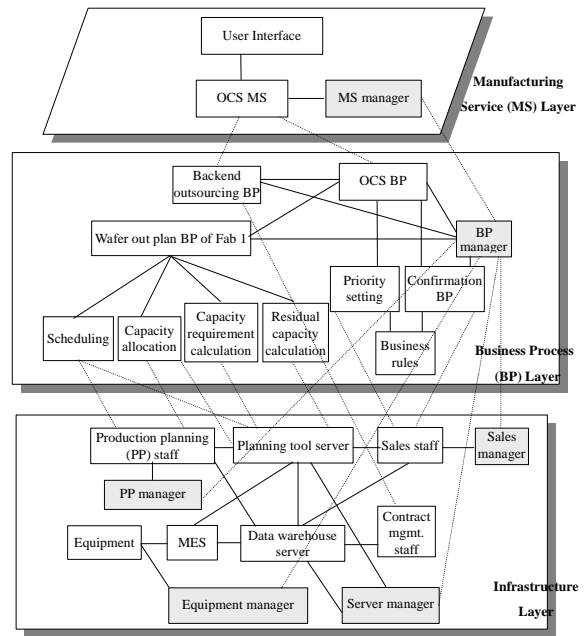 User Interface
OCS MS
MS manager
Manufacturing
Service (MS) Layer
Backend
outsourcing BP
OCS BP
Wafer out plan BP of Fab 1
BP
manager
Priority
setting
Confirmation
BP
Scheduling
Capacity
allocation
Capacity
requirement
calculation
Residual
capacity
calculation
Business
rules
Business Process
(BP) Layer
Production planning
(PP) staff
Planning tool server
Sales staff
Sales
manager
PP manager
Equipment
MES
Data warehouse
server
Contract
mgmt.
staff
Equipment manager
Server manager
Infrastructure
Layer